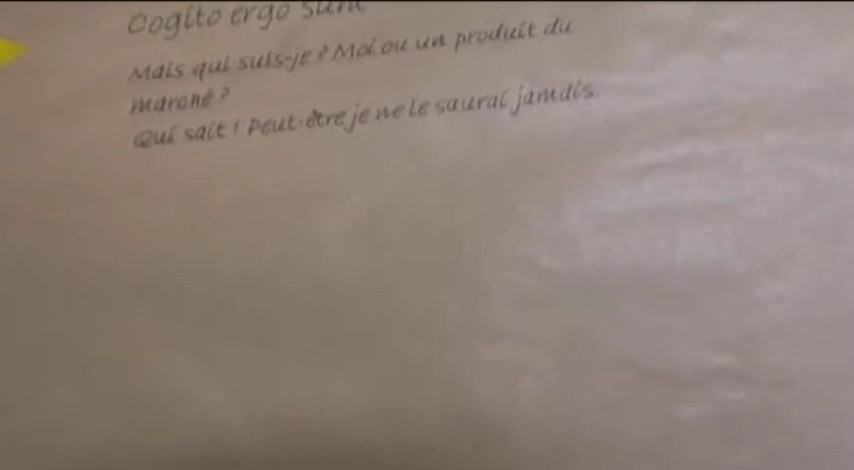 Cogito ergo sum
Mais qui suis-je? Moi ou un produit du
marché?
Qui sait! Peut-être je ne le saurai jamais.